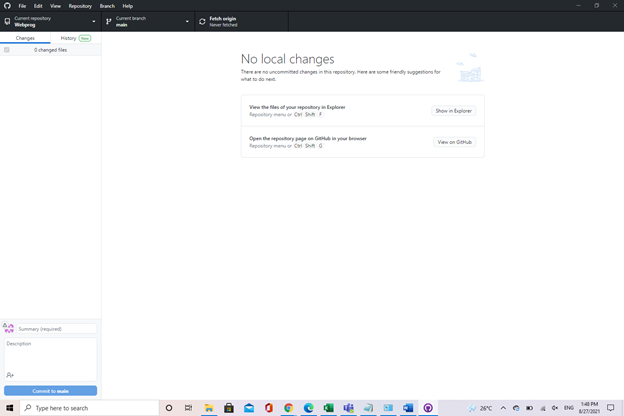 File Edit View Repository Branch Help
Current repository
Webprog
Current branch
main
Fetch origin
Never fetched
Changes
History New
0 changed files
No local changes
There are no uncommitted changes in this repository. Here are some friendly suggestions for
what to do next.
View the files of your repository in Explorer
Repository menu or Ctrl Shift F
Show in Explorer
Open the repository page on GitHub in your browser
Repository menu or Ctrl Shift G
View on GitHub
Summary (required)
Description
Commit to main
Type here to search
26°C
ENG
1:48 PM
8/27/2021